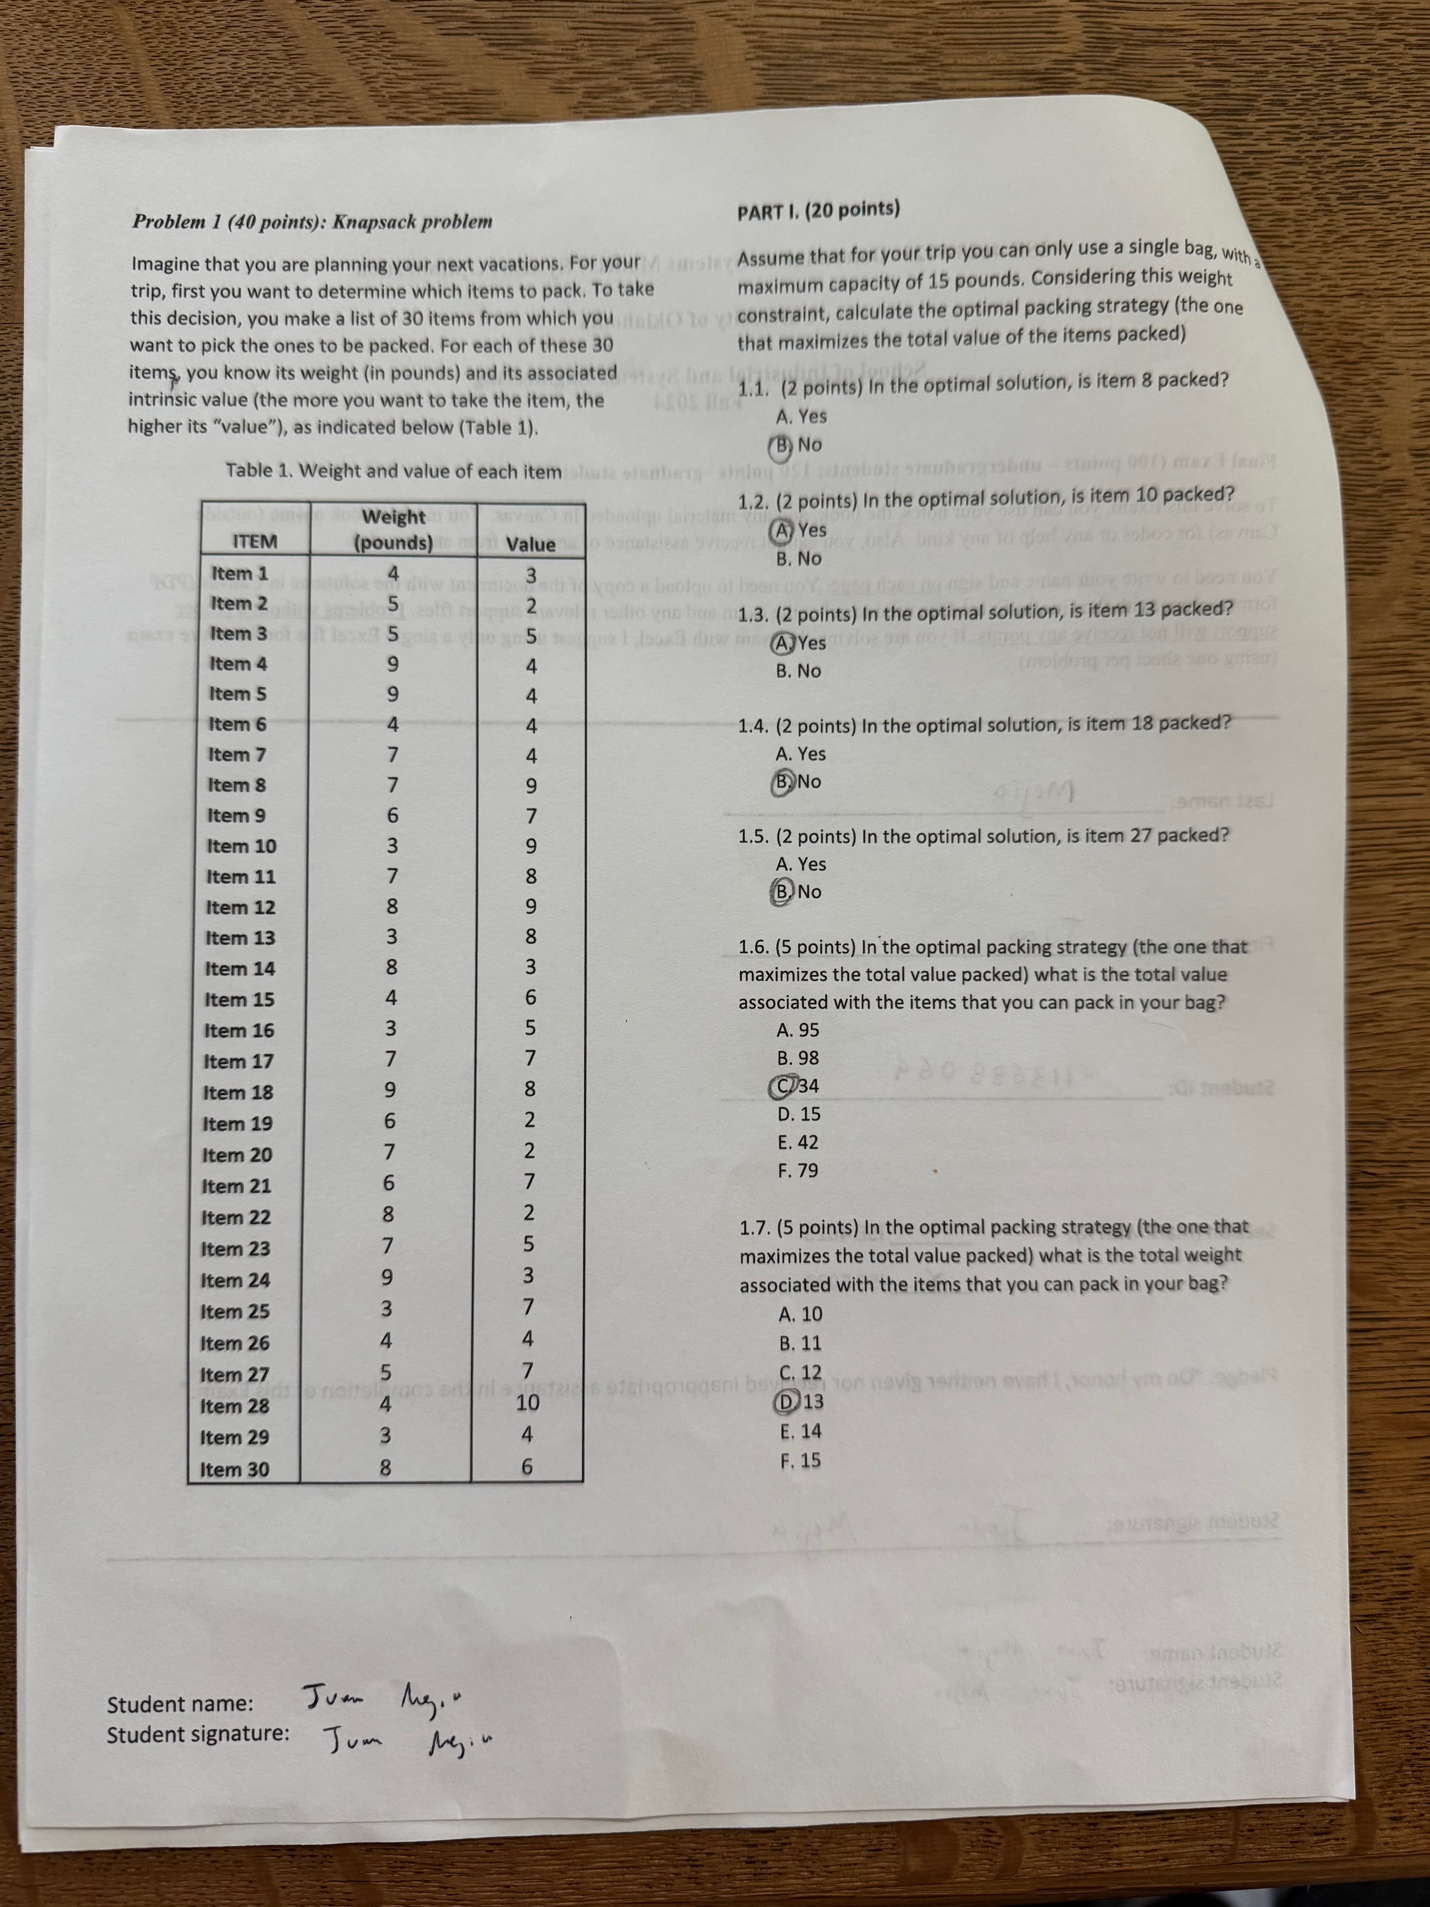 Problem 1 (40 points): Knapsack problem
Imagine that you are planning your next vacations. For your
trip, first you want to determine which items to pack. To take
this decision, you make a list of 30 items from which you
want to pick the ones to be packed. For each of these 30
items, you know its weight (in pounds) and its associated
intrinsic value (the more you want to take the item, the
higher its “value”), as indicated below (Table 1).
Table 1. Weight and value of each item
ITEM Weight (pounds) Value
Item 1 4 3
Item 2 5 2
Item 3 5 5
Item 4 9 4
Item 5 9 4
Item 6 4 4
Item 7 7 4
Item 8 7 9
Item 9 6 7
Item 10 3 9
Item 11 7 8
Item 12 8 9
Item 13 3 8
Item 14 8 3
Item 15 4 6
Item 16 3 5
Item 17 7 7
Item 18 9 8
Item 19 6 2
Item 20 7 2
Item 21 6 7
Item 22 8 2
Item 23 7 5
Item 24 9 3
Item 25 3 7
Item 26 4 4
Item 27 5 7
Item 28 4 10
Item 29 3 4
Item 30 8 6
PART I. (20 points)
Assume that for your trip you can only use a single bag, with a
maximum capacity of 15 pounds. Considering this weight
constraint, calculate the optimal packing strategy (the one
that maximizes the total value of the items packed)
1.1. (2 points) In the optimal solution, is item 8 packed?
A. Yes
B. No
1.2. (2 points) In the optimal solution, is item 10 packed?
A. Yes
B. No
1.3. (2 points) In the optimal solution, is item 13 packed?
A. Yes
B. No
1.4. (2 points) In the optimal solution, is item 18 packed?
A. Yes
B. No
1.5. (2 points) In the optimal solution, is item 27 packed?
A. Yes
B. No
1.6. (5 points) In the optimal packing strategy (the one that
maximizes the total value packed) what is the total value
associated with the items that you can pack in your bag?
A. 95
B. 98
C. 34
D. 15
E. 42
F. 79
1.7. (5 points) In the optimal packing strategy (the one that
maximizes the total value packed) what is the total weight
associated with the items that you can pack in your bag?
A. 10
B. 11
C. 12
D. 13
E. 14
F. 15
Student name: Juan Mejia
Student signature: Juan Mejia